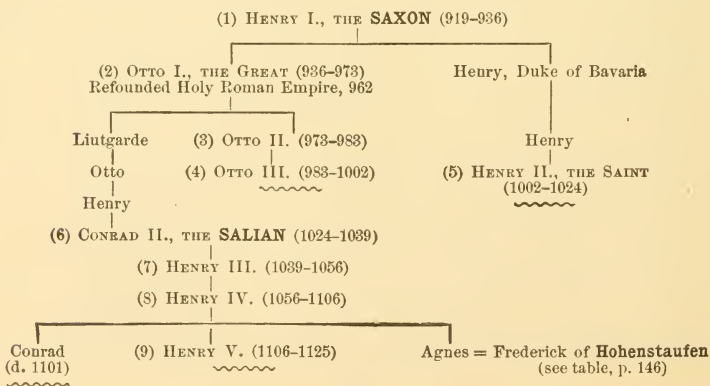 (1) HENRY I., THE SAXON (919–936)
(2) OTTO I., THE GREAT (936–973)
Refounded Holy Roman Empire, 962
Henry, Duke of Bavaria
Liutgarde
(3) OTTO II. (973–983)
Henry
Otto
(4) OTTO III. (983–1002)
(5) HENRY II., THE SAINT
(1002–1024)
Henry
(6) CONRAD II., THE SALIAN (1024–1039)
(7) HENRY III. (1039–1056)
(8) HENRY IV. (1056–1106)
Conrad
(d. 1101)
(9) HENRY V. (1106–1125)
Agnes = Frederick of Hohenstaufen
(see table, p. 146)